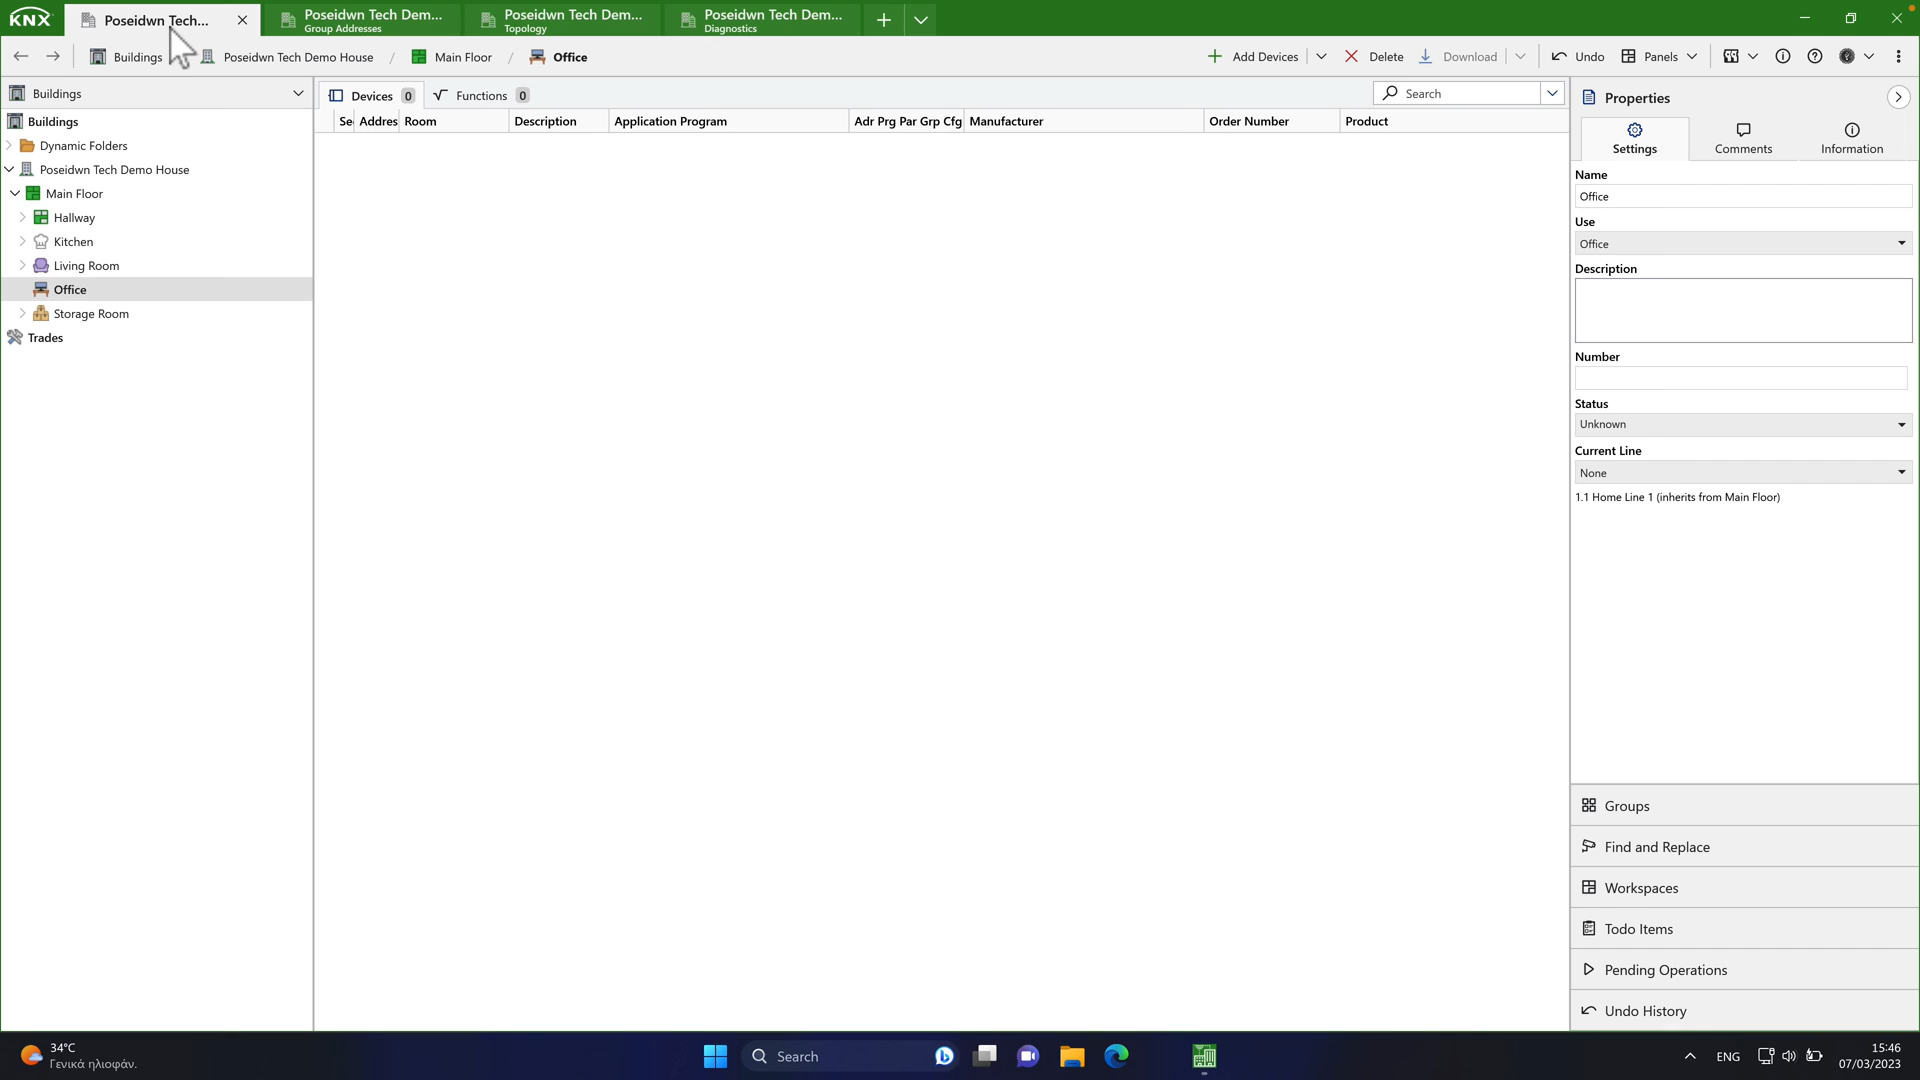 KNX
Poseidwn Tech...
Poseidwn Tech Dem...
Group Addresses
Poseidwn Tech Dem...
Topology
Poseidwn Tech Dem...
Diagnostics
Buildings
Poseidwn Tech Demo House
/
Main Floor
/
Office
Add Devices
Delete
Download
Undo
Panels
Buildings
Buildings
Dynamic Folders
Poseidwn Tech Demo House
Main Floor
Hallway
Kitchen
Living Room
Office
Storage Room
Trades
Devices 0
Functions 0
Search
Se Addres Room Description Application Program Adr Prg Par Grp Cfg Manufacturer Order Number Product
Properties
Settings
Comments
Information
Name
Office
Use
Office
Description
Number
Status
Unknown
Current Line
None
1.1 Home Line 1 (inherits from Main Floor)
Groups
Find and Replace
Workspaces
Todo Items
Pending Operations
Undo History
34°C
Γενικά ηλιοφάν.
Search
ENG
15:46
07/03/2023